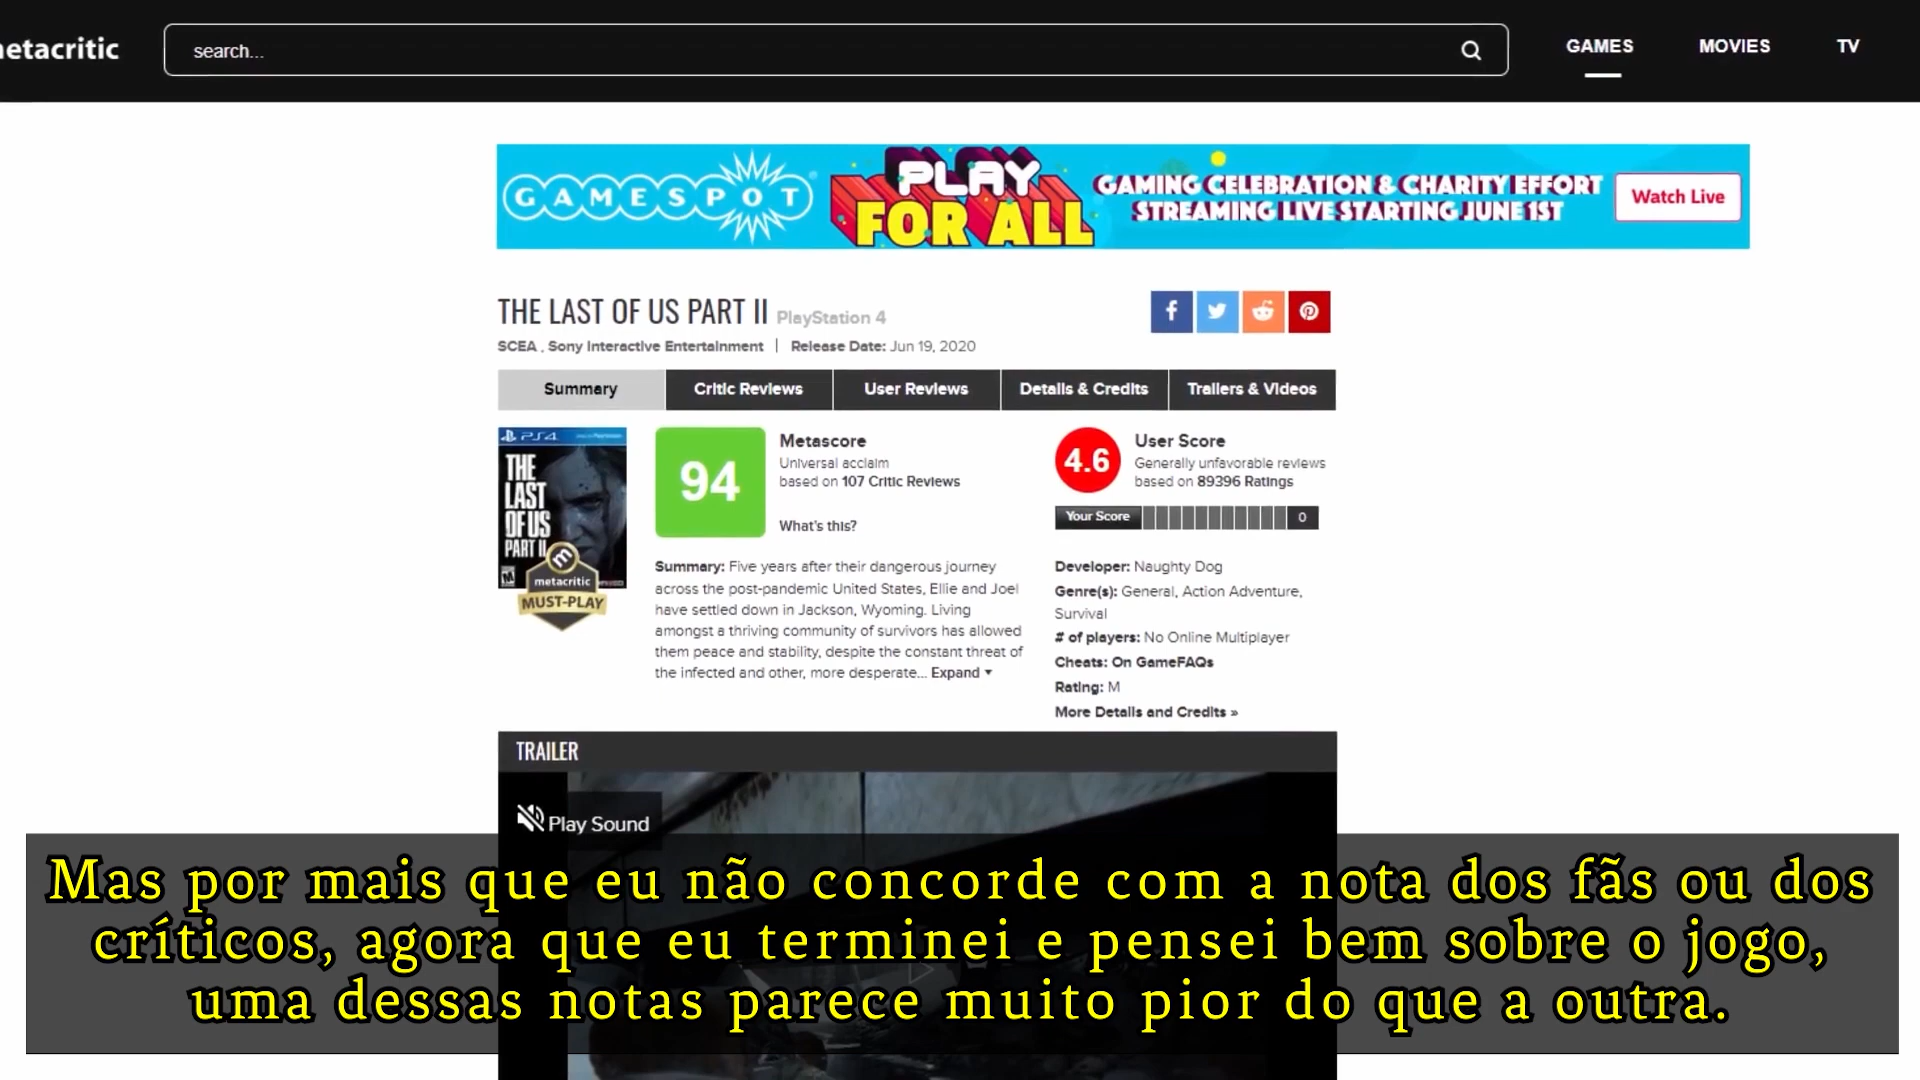 metacritic
search...
GAMES
MOVIES
TV
GAMESPOT
PLAY
FOR ALL
GAMING CELEBRATION & CHARITY EFFORT
STREAMING LIVE STARTING JUNE 1ST
Watch Live
THE LAST OF US PART II PlayStation 4
SCEA , Sony Interactive Entertainment | Release Date: Jun 19, 2020
Summary
Critic Reviews
User Reviews
Details & Credits
Trailers & Videos
PS4
THE
LAST
OF US
PART II
M
metacritic
MUST-PLAY
94
Metascore
Universal acclaim
based on 107 Critic Reviews
What's this?
Summary: Five years after their dangerous journey
across the post-pandemic United States, Ellie and Joel
have settled down in Jackson, Wyoming. Living
amongst a thriving community of survivors has allowed
them peace and stability, despite the constant threat of
the infected and other, more desperate... Expand
4.6
User Score
Generally unfavorable reviews
based on 89396 Ratings
Your Score
0
Developer: Naughty Dog
Genre(s): General, Action Adventure,
Survival
# of players: No Online Multiplayer
Cheats: On GameFAQs
Rating: M
More Details and Credits »
TRAILER
Play Sound
Mas por mais que eu não concorde com a nota dos fãs ou dos
críticos, agora que eu terminei e pensei bem sobre o jogo,
uma dessas notas parece muito pior do que a outra.